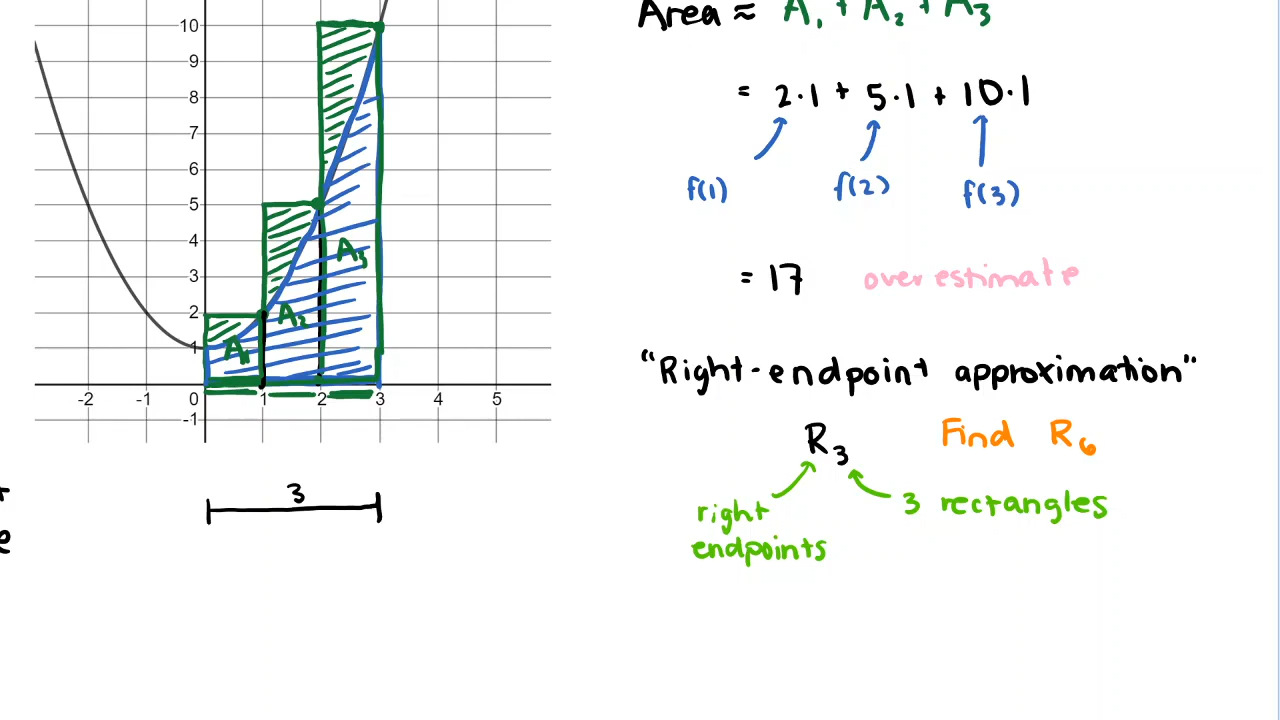 Area ≈ A₁ + A₂ + A₃
= 2·1 + 5·1 + 10·1
f(1) f(2) f(3)
= 17 overestimate
"Right-endpoint approximation"
R₃ Find R₆
right endpoints
3 rectangles
10
9
8
7
6
5
4
3
2
1
-1
-2 -1 0 1 2 3 4 5
A₁
A₂
A₃
3